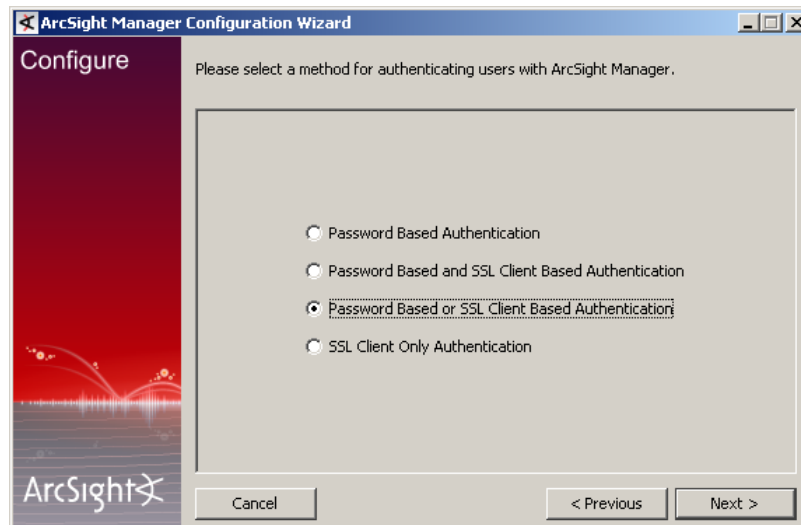 ArcSight Manager Configuration Wizard
Configure
Please select a method for authenticating users with ArcSight Manager.
Password Based Authentication
Password Based and SSL Client Based Authentication
Password Based or SSL Client Based Authentication
SSL Client Only Authentication
ArcSight
Cancel
< Previous
Next >